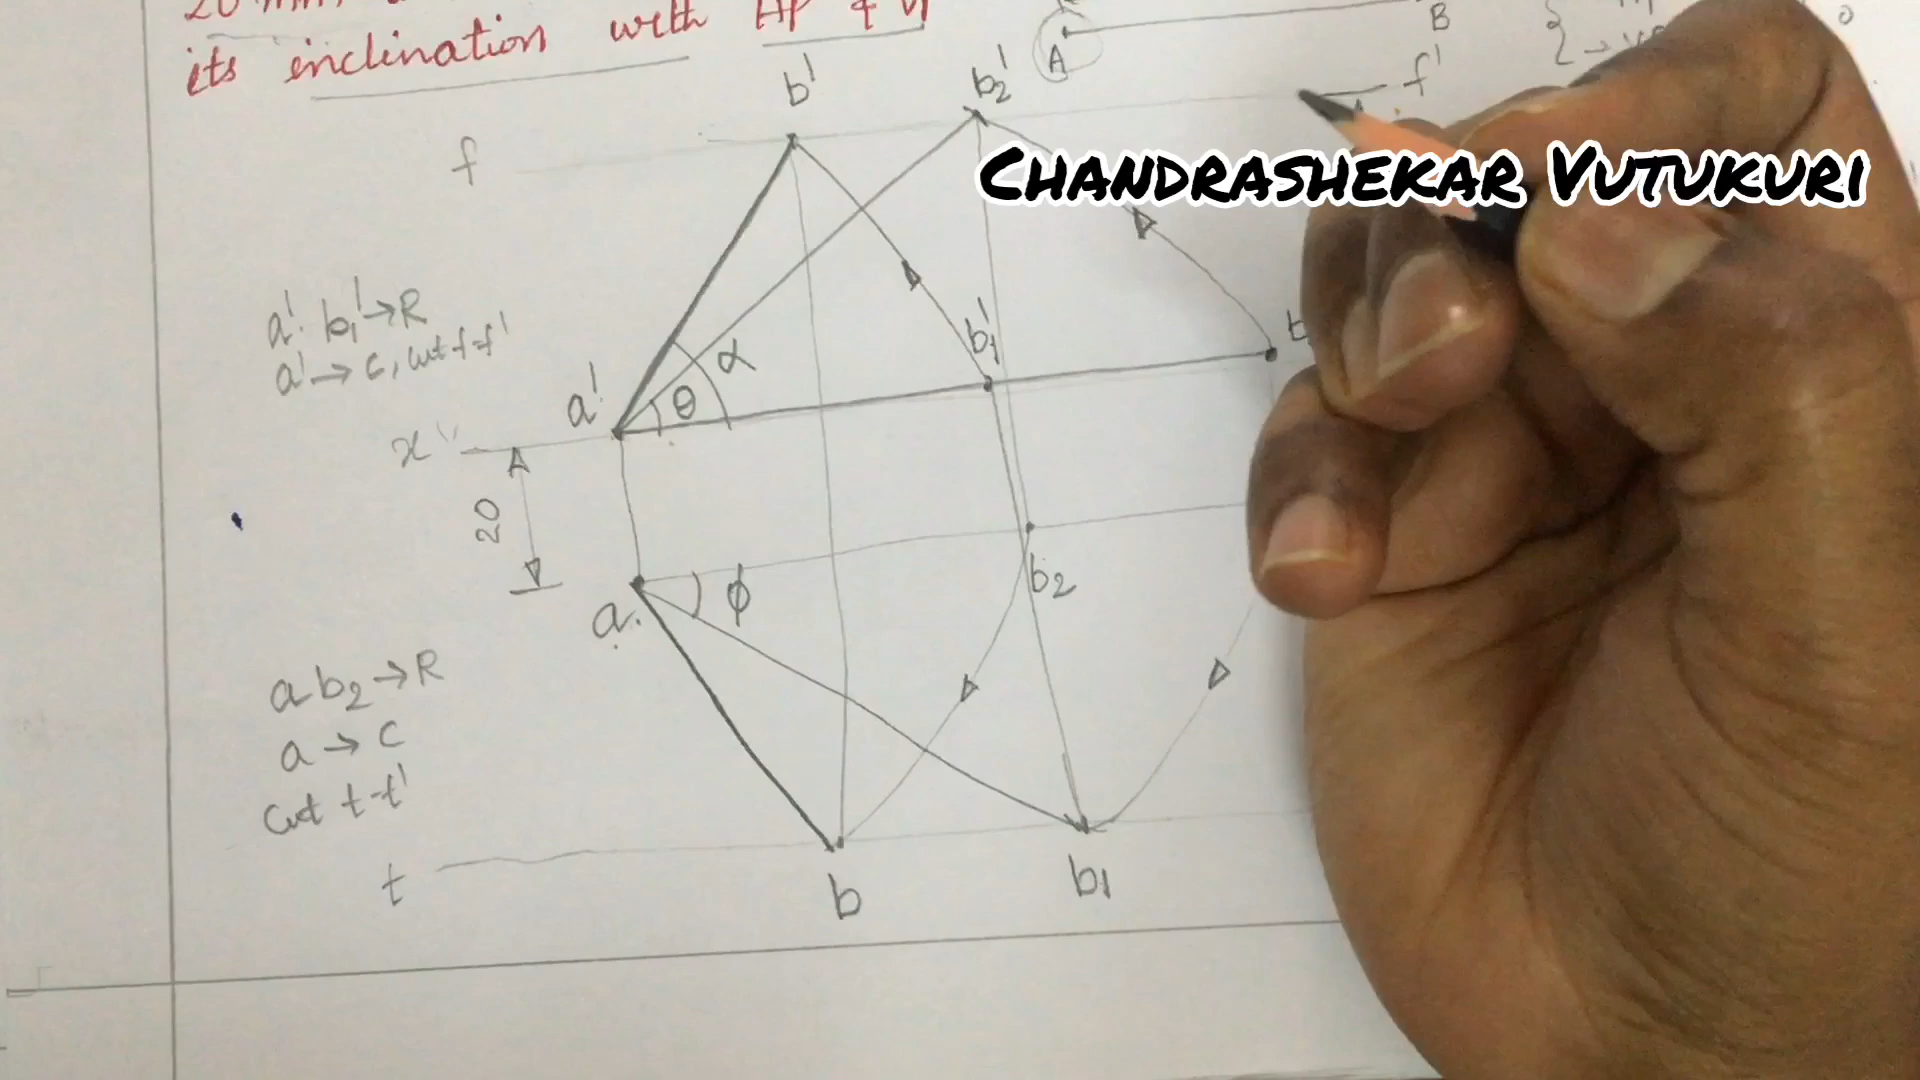 its inclination with HP & VP
A
B
f'
b'
b2'
f
CHANDRASHEKAR VUTUKURI
a' b1' → R
a' → c, cut f-f'
b1'
α
a'
θ
x
20
a
ϕ
b2
a b2 → R
a → c
cut t-t'
t
b
b1